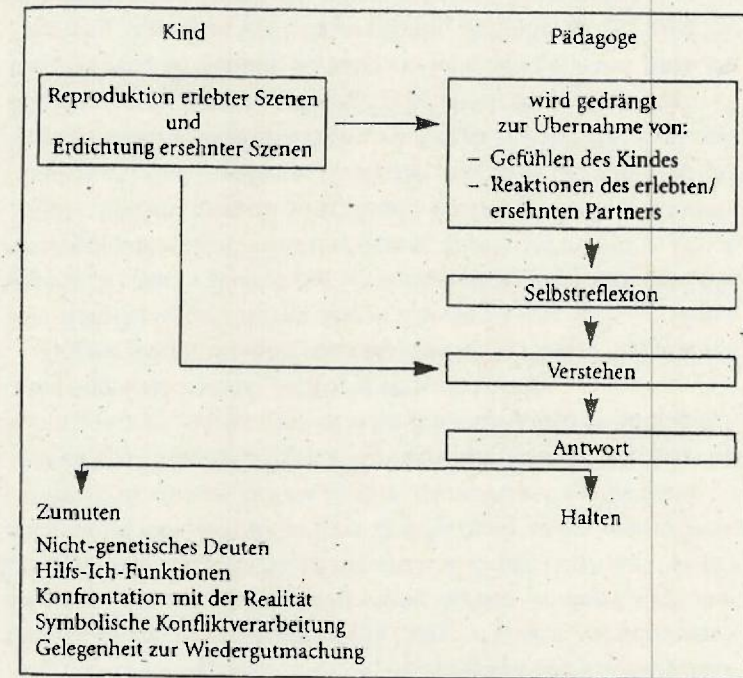 Kind
Pädagoge
Reproduktion erlebter Szenen
und
Erdichtung ersehnter Szenen
wird gedrängt
zur Übernahme von:
– Gefühlen des Kindes
– Reaktionen des erlebten/
ersehnten Partners
Selbstreflexion
Verstehen
Antwort
Zumuten
Halten
Nicht-genetisches Deuten
Hilfs-Ich-Funktionen
Konfrontation mit der Realität
Symbolische Konfliktverarbeitung
Gelegenheit zur Wiedergutmachung